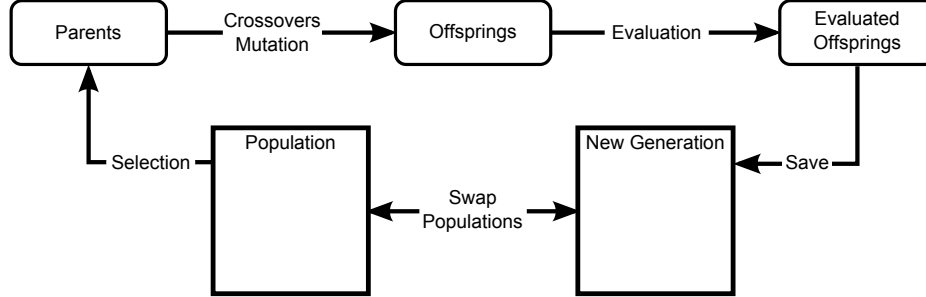 Parents
Crossovers
Mutation
Offsprings
Evaluation
Evaluated
Offsprings
Selection
Population
Swap
Populations
New Generation
Save